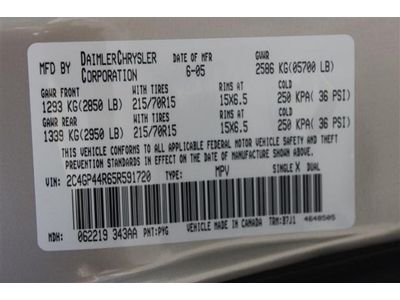 MFD BY DAIMLERCHRYSLER CORPORATION DATE OF MFR 6-05 GVWR 2586 KG(05700 LB)
GAWR FRONT WITH TIRES RIMS AT COLD
1293 KG(2850 LB) 215/70R15 15X6.5 250 KPA( 36 PSI)
GAWR REAR WITH TIRES RIMS AT COLD
1339 KG(2950 LB) 215/70R15 15X6.5 250 KPA( 36 PSI)
THIS VEHICLE CONFORMS TO ALL APPLICABLE FEDERAL MOTOR VEHICLE SAFETY, BUMPER AND THEFT
PREVENTION STANDARDS IN EFFECT ON THE DATE OF MANUFACTURE SHOWN ABOVE.
VIN: 2C4GP44R65R591720 TYPE: MPV SINGLE X DUAL
MDH: 062219 343AA PNT: PYG VEHICLE MADE IN CANADA TRM: B7J1 4648505